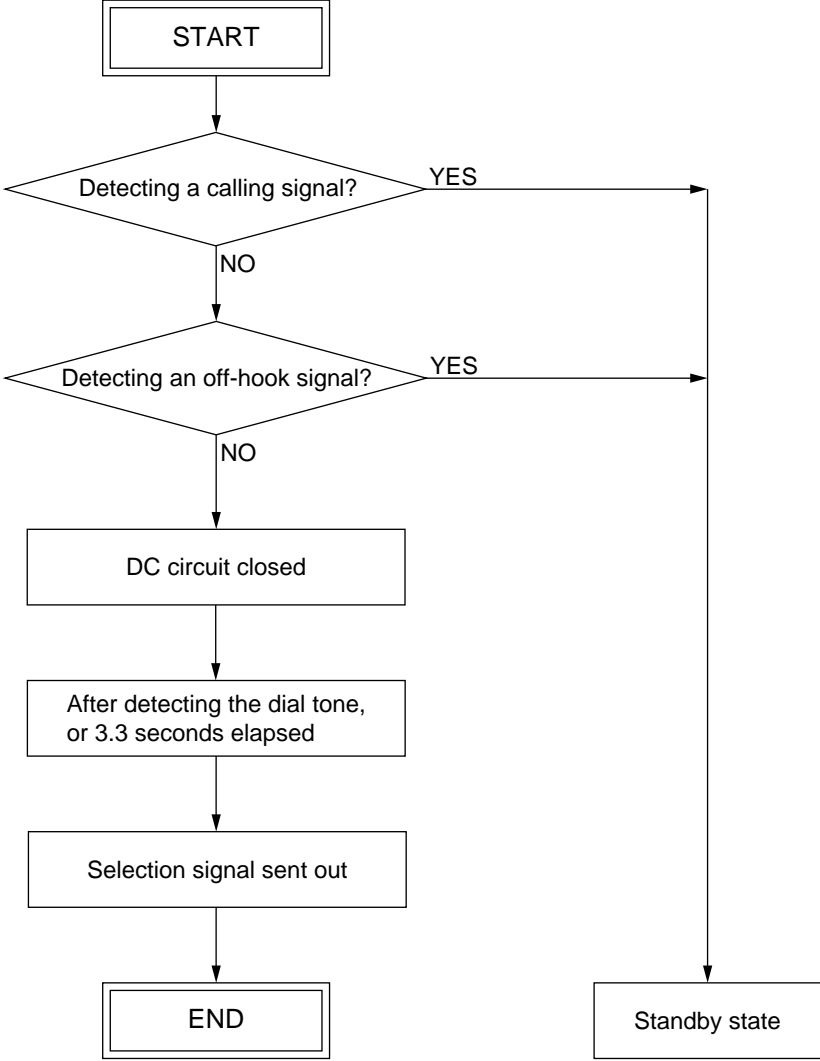 START
Detecting a calling signal?
YES
NO
Detecting an off-hook signal?
YES
NO
DC circuit closed
After detecting the dial tone,
or 3.3 seconds elapsed
Selection signal sent out
END
Standby state